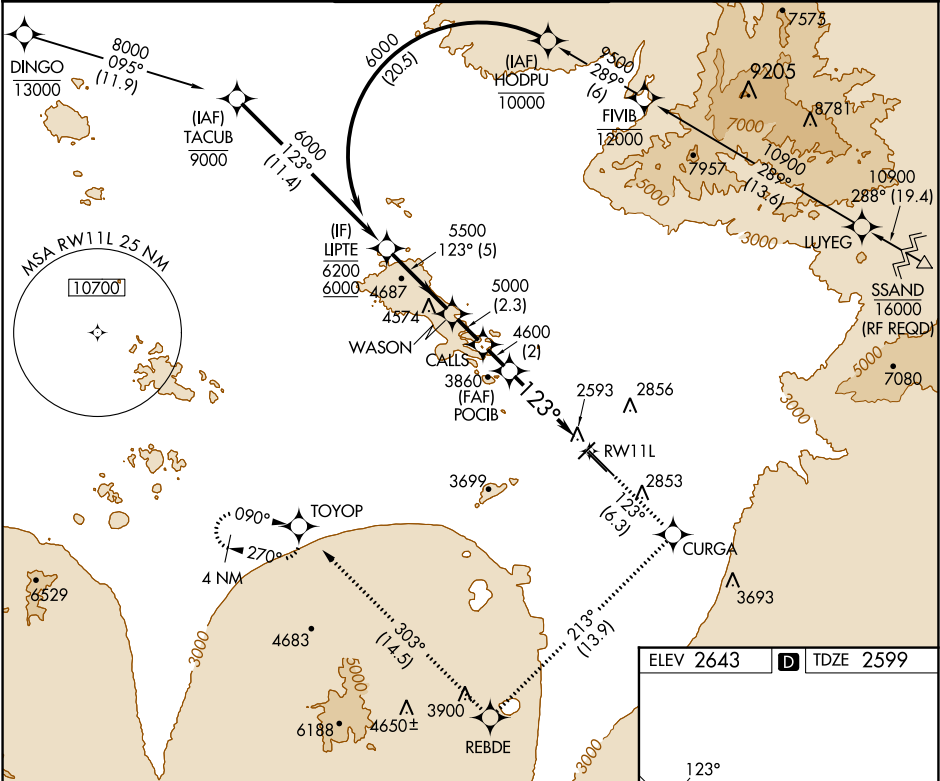 DINGO
13000
8000
095°
(11.9)
(IAF)
TACUB
9000
6000
123°
(11.4)
6000
(20.5)
(IAF)
HODPU
10000
9500
289°
(6)
FIVIB
12000
7575
9205
8781
7000
7957
5000
10900
289°
(13.6)
3000
LUYEG
10900
288° (19.4)
SSAND
16000
(RF REQD)
5000
7080
3000
MSA RW11L 25 NM
10700
(IF)
LIPTE
6200
6000
5500
123° (5)
4687
4574
WASON
5000
(2.3)
CALLS
4600
(2)
3860
(FAF)
POCIB
123°
2593
2856
RW11L
2853
123°
(6.3)
CURGA
3693
3699
TOYOP
090°
270°
4 NM
6529
3000
4683
303°
(14.5)
213°
(13.9)
5000
6188
4650±
3900
REBDE
3000
ELEV 2643
D
TDZE 2599
123°